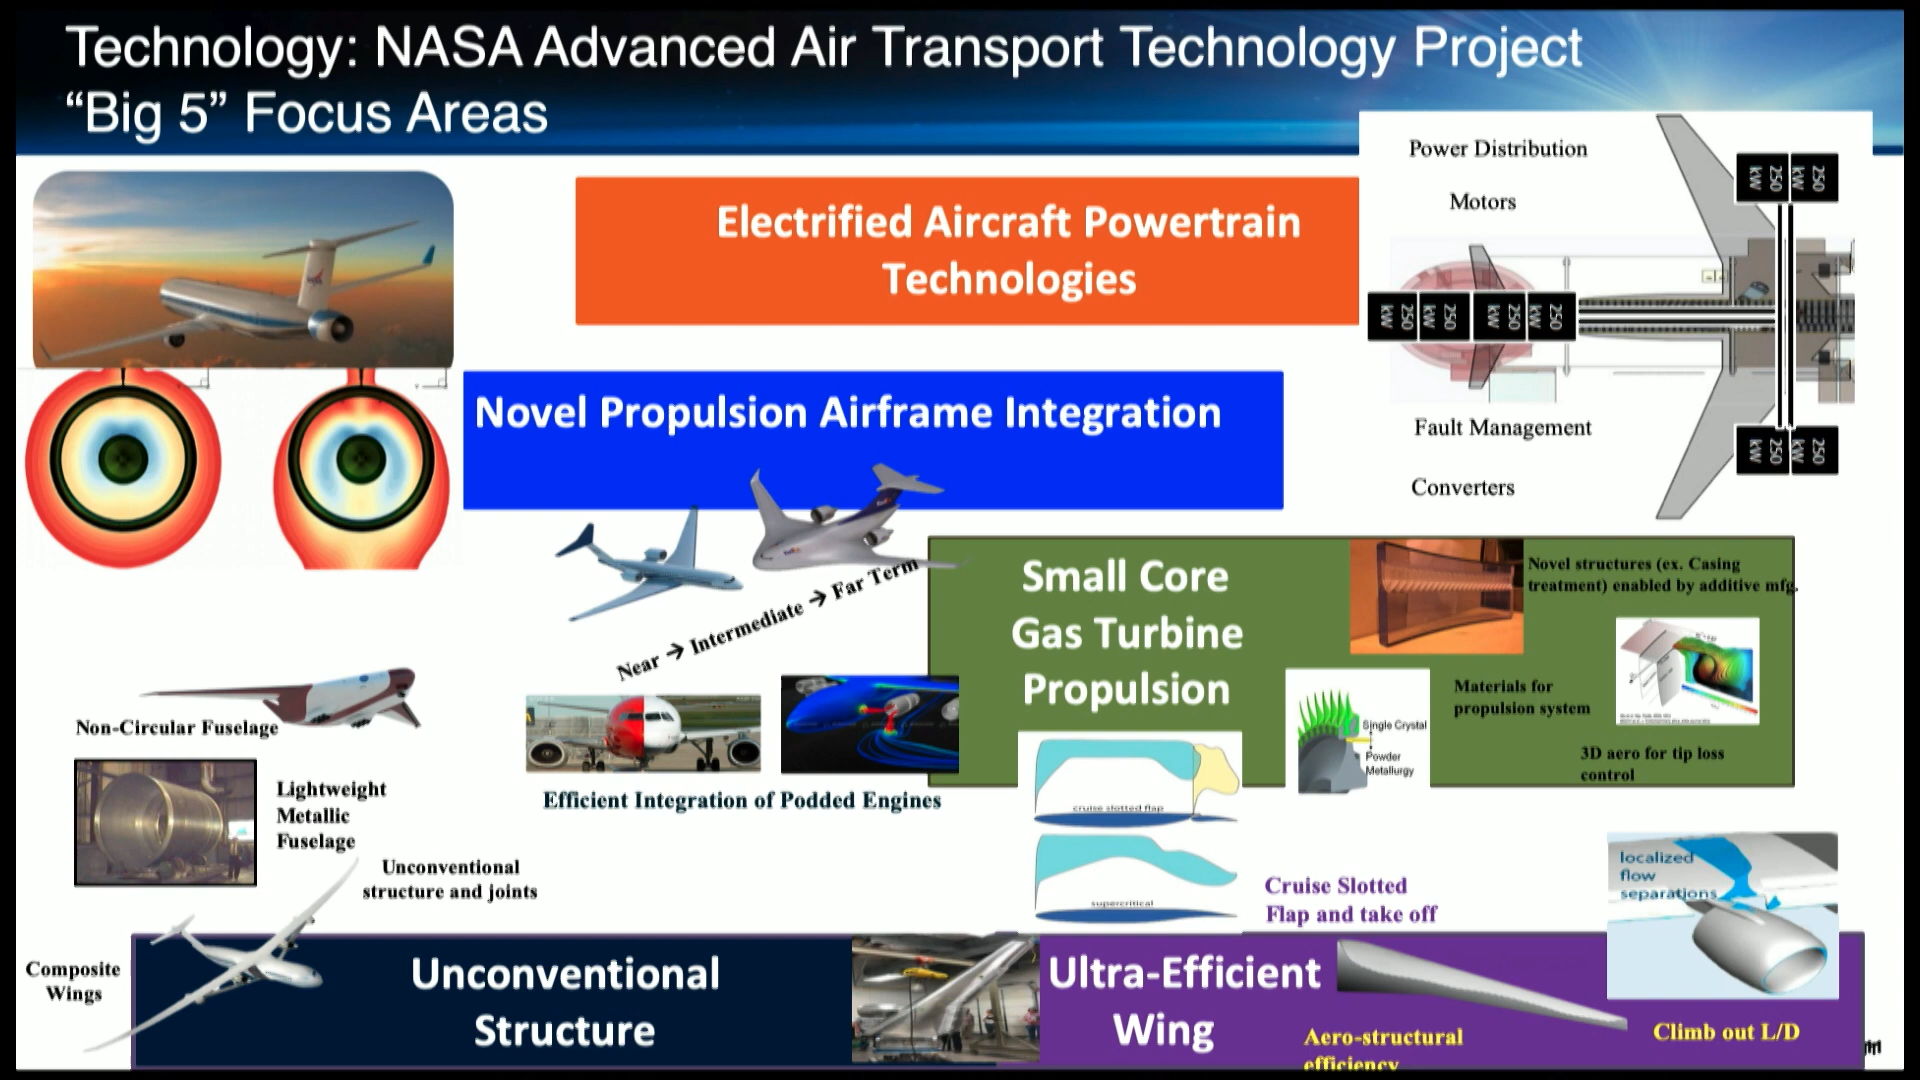 Technology: NASA Advanced Air Transport Technology Project
“Big 5” Focus Areas
Power Distribution
Motors
250 kW
250 kW
Electrified Aircraft Powertrain
Technologies
250 kW
250 kW
250 kW
250 kW
Novel Propulsion Airframe Integration
Fault Management
250 kW
250 kW
Converters
Near → Intermediate → Far Term
Small Core
Gas Turbine
Propulsion
Novel structures (ex. Casing
treatment) enabled by additive mfg.
Materials for
propulsion system
Single Crystal
Powder
Metallurgy
3D aero for tip loss
control
Non-Circular Fuselage
Lightweight
Metallic
Fuselage
Efficient Integration of Podded Engines
cruise slotted flap
supercritical
Unconventional
structure and joints
Cruise Slotted
Flap and take off
localized
flow
separations
Composite
Wings
Unconventional
Structure
Ultra-Efficient
Wing
Aero-structural
efficiency
Climb out L/D